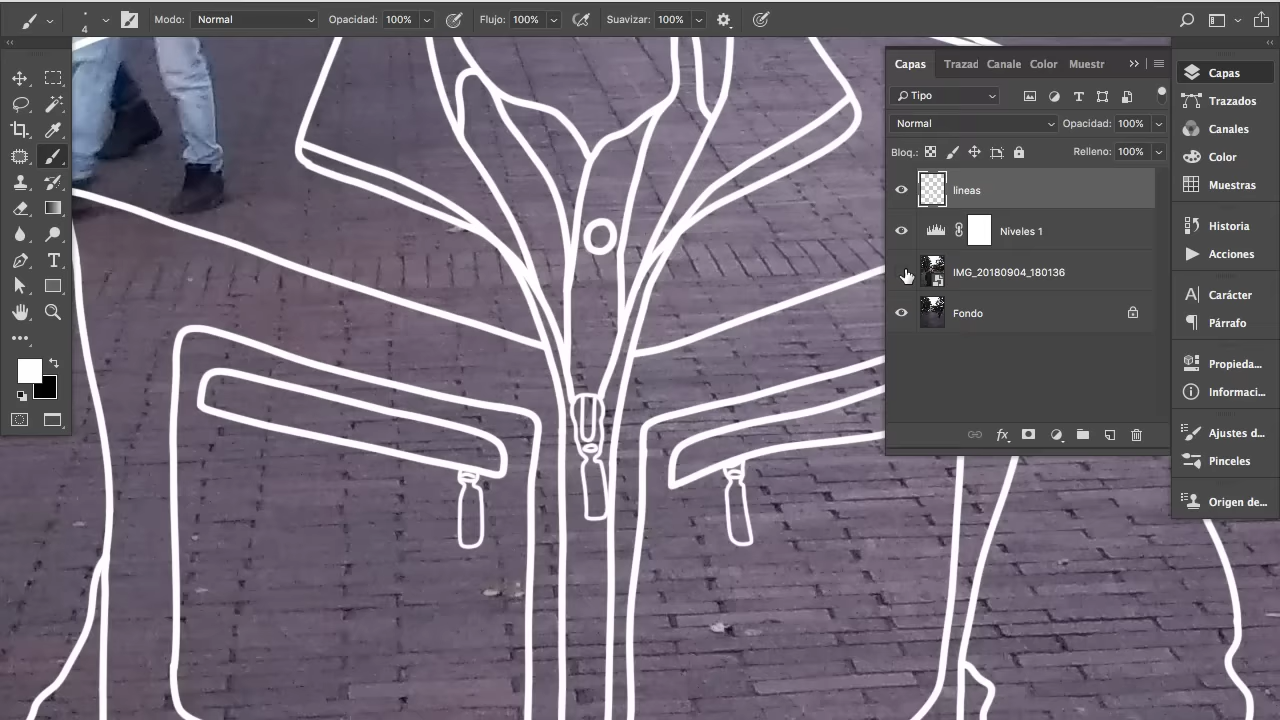 4
Modo: Normal
Opacidad: 100%
Flujo: 100%
Suavizar: 100%
Capas
Trazad
Canale
Color
Muestr
Tipo
Normal
Opacidad: 100%
Bloq.:
Relleno: 100%
lineas
Niveles 1
IMG_20180904_180136
Fondo
fx
Capas
Trazados
Canales
Color
Muestras
Historia
Acciones
Carácter
Párrafo
Propieda...
Informaci...
Ajustes d...
Pinceles
Origen de...